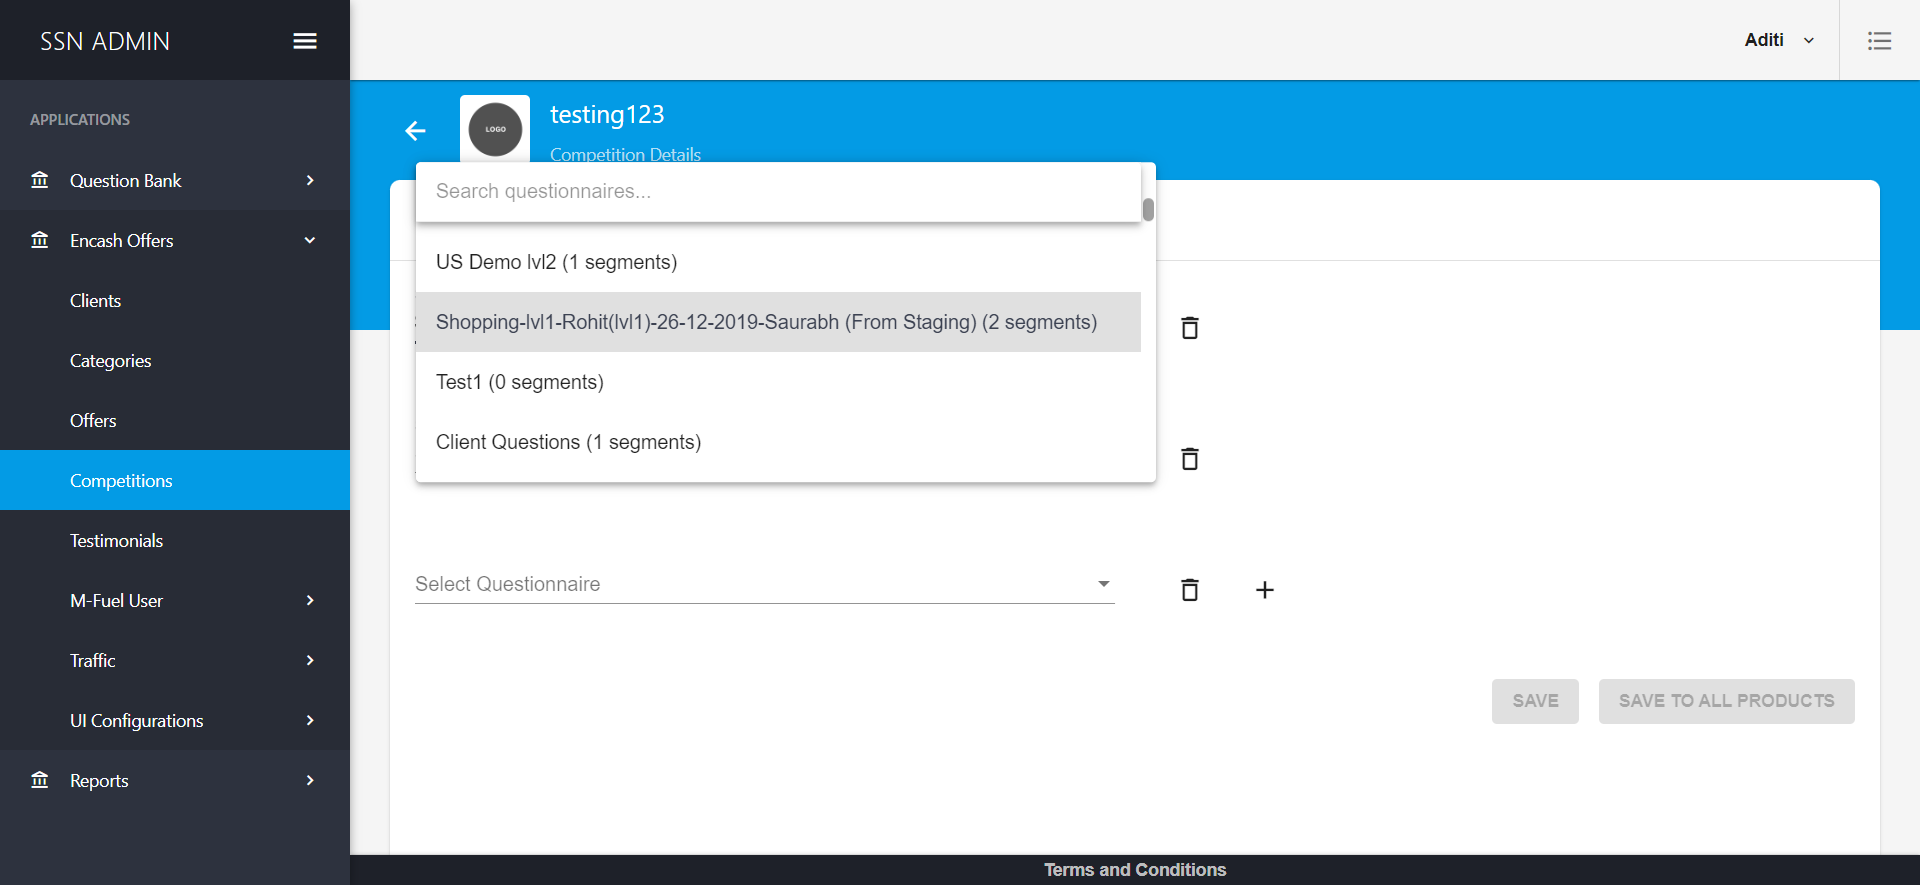 SSN ADMIN
Aditi
APPLICATIONS
Question Bank
Encash Offers
Clients
Categories
Offers
Competitions
Testimonials
M-Fuel User
Traffic
UI Configurations
Reports
LOGO
testing123
Competition Details
Search questionnaires...
US Demo lvl2 (1 segments)
Shopping-lvl1-Rohit(lvl1)-26-12-2019-Saurabh (From Staging) (2 segments)
Test1 (0 segments)
Client Questions (1 segments)
Select Questionnaire
SAVE
SAVE TO ALL PRODUCTS
Terms and Conditions